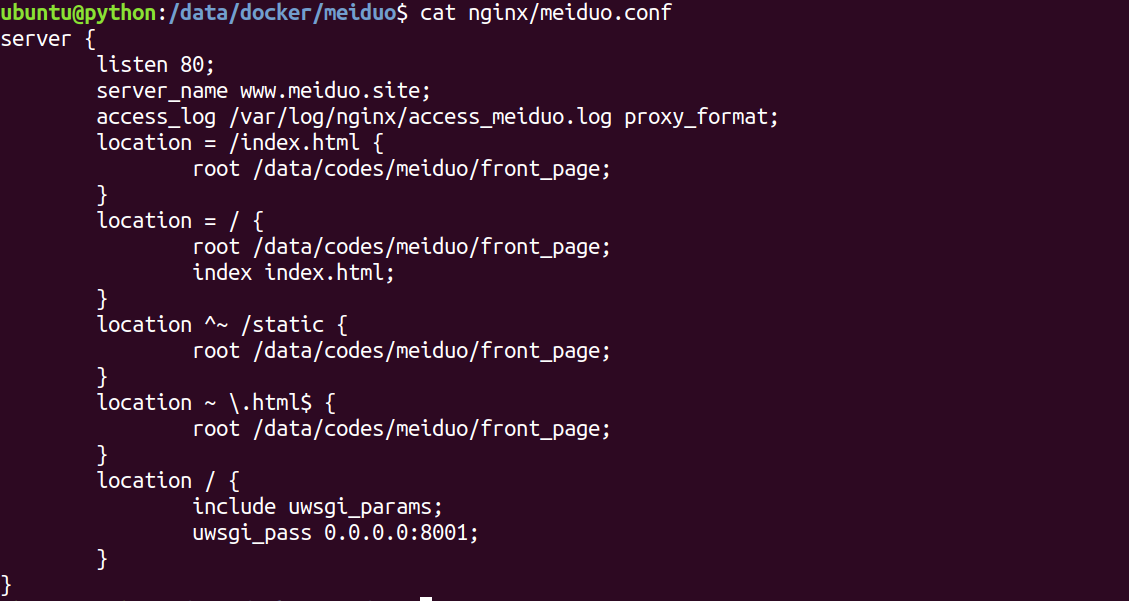 ubuntu@python:/data/docker/meiduo$ cat nginx/meiduo.conf
server {
        listen 80;
        server_name www.meiduo.site;
        access_log /var/log/nginx/access_meiduo.log proxy_format;
        location = /index.html {
                root /data/codes/meiduo/front_page;
        }
        location = / {
                root /data/codes/meiduo/front_page;
                index index.html;
        }
        location ^~ /static {
                root /data/codes/meiduo/front_page;
        }
        location ~ \.html$ {
                root /data/codes/meiduo/front_page;
        }
        location / {
                include uwsgi_params;
                uwsgi_pass 0.0.0.0:8001;
        }
}